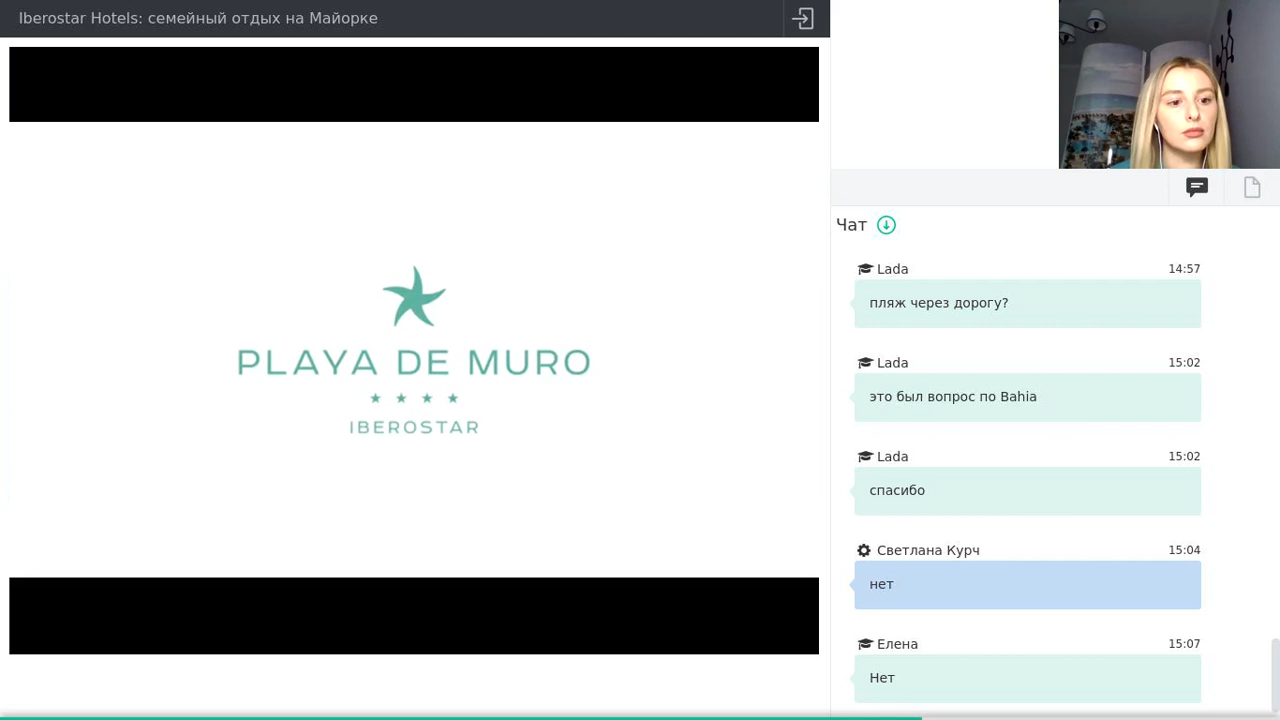 Iberostar Hotels: семейный отдых на Майорке
PLAYA DE MURO
IBEROSTAR
Чат
Lada 14:57
пляж через дорогу?
Lada 15:02
это был вопрос по Bahia
Lada 15:02
спасибо
Светлана Курч 15:04
нет
Елена 15:07
Нет